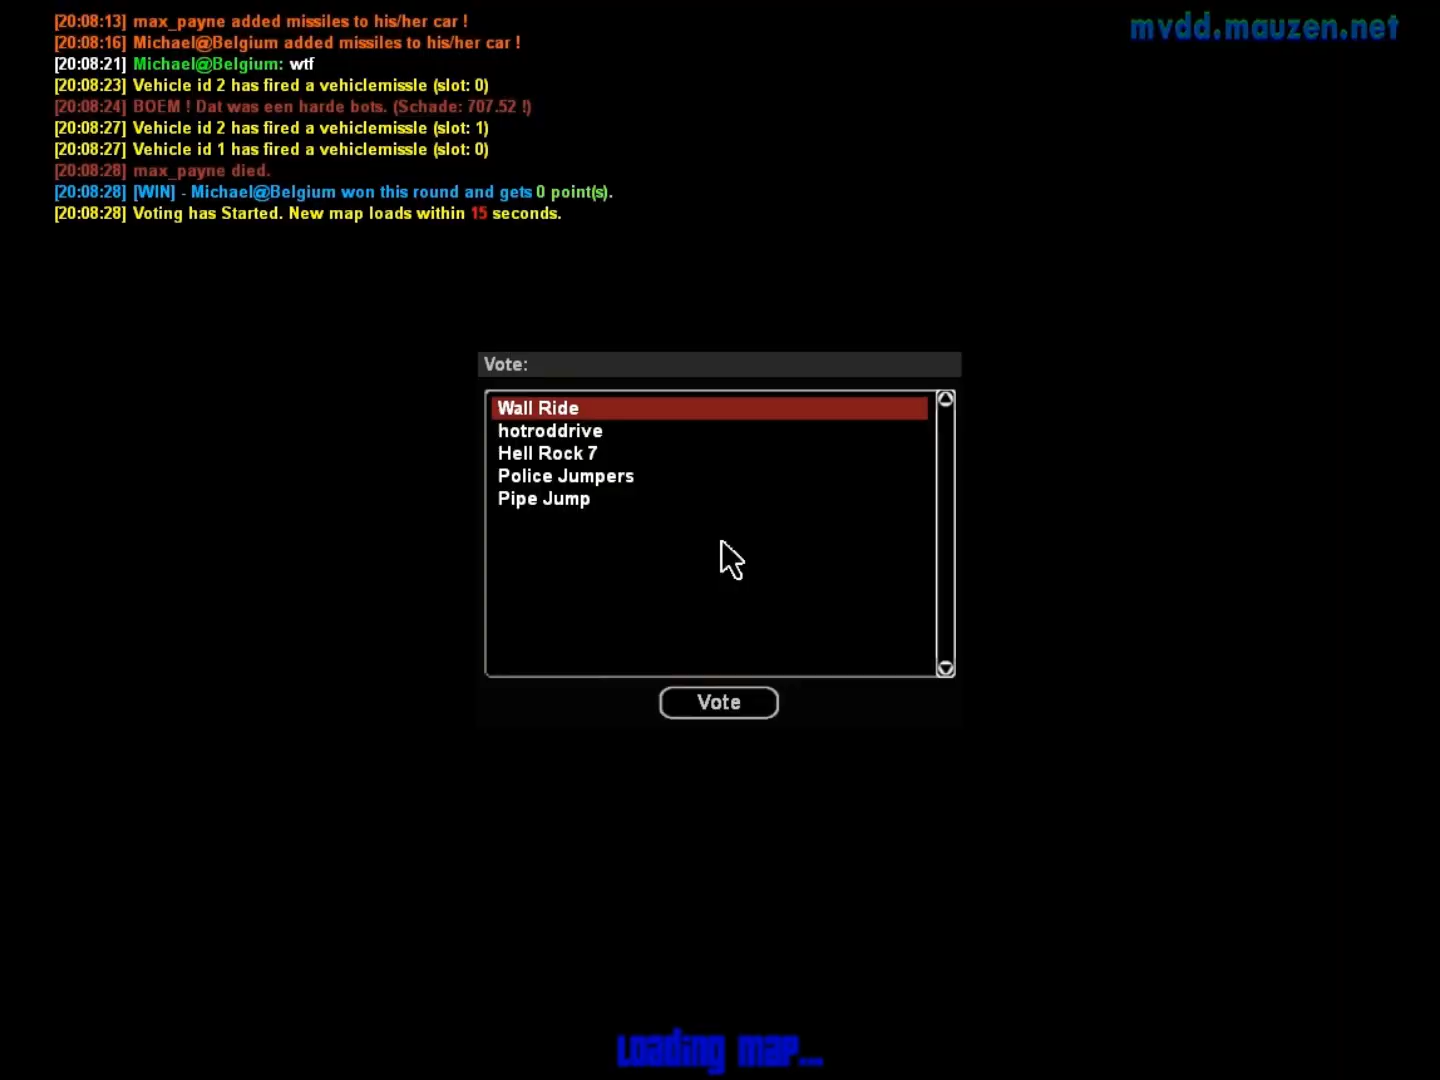 [20:08:13] max_payne added missiles to his/her car !
mvdd.mauzen.net
[20:08:16] Michael@Belgium added missiles to his/her car !
[20:08:21] Michael@Belgium: wtf
[20:08:23] Vehicle id 2 has fired a vehiclemissle (slot: 0)
[20:08:24] BOEM ! Dat was een harde bots. (Schade: 707.52 !)
[20:08:27] Vehicle id 2 has fired a vehiclemissle (slot: 1)
[20:08:27] Vehicle id 1 has fired a vehiclemissle (slot: 0)
[20:08:28] max_payne died.
[20:08:28] [WIN] - Michael@Belgium won this round and gets 0 point(s).
[20:08:28] Voting has Started. New map loads within 15 seconds.
Vote:
Wall Ride
hotroddrive
Hell Rock 7
Police Jumpers
Pipe Jump
Vote
Loading map...